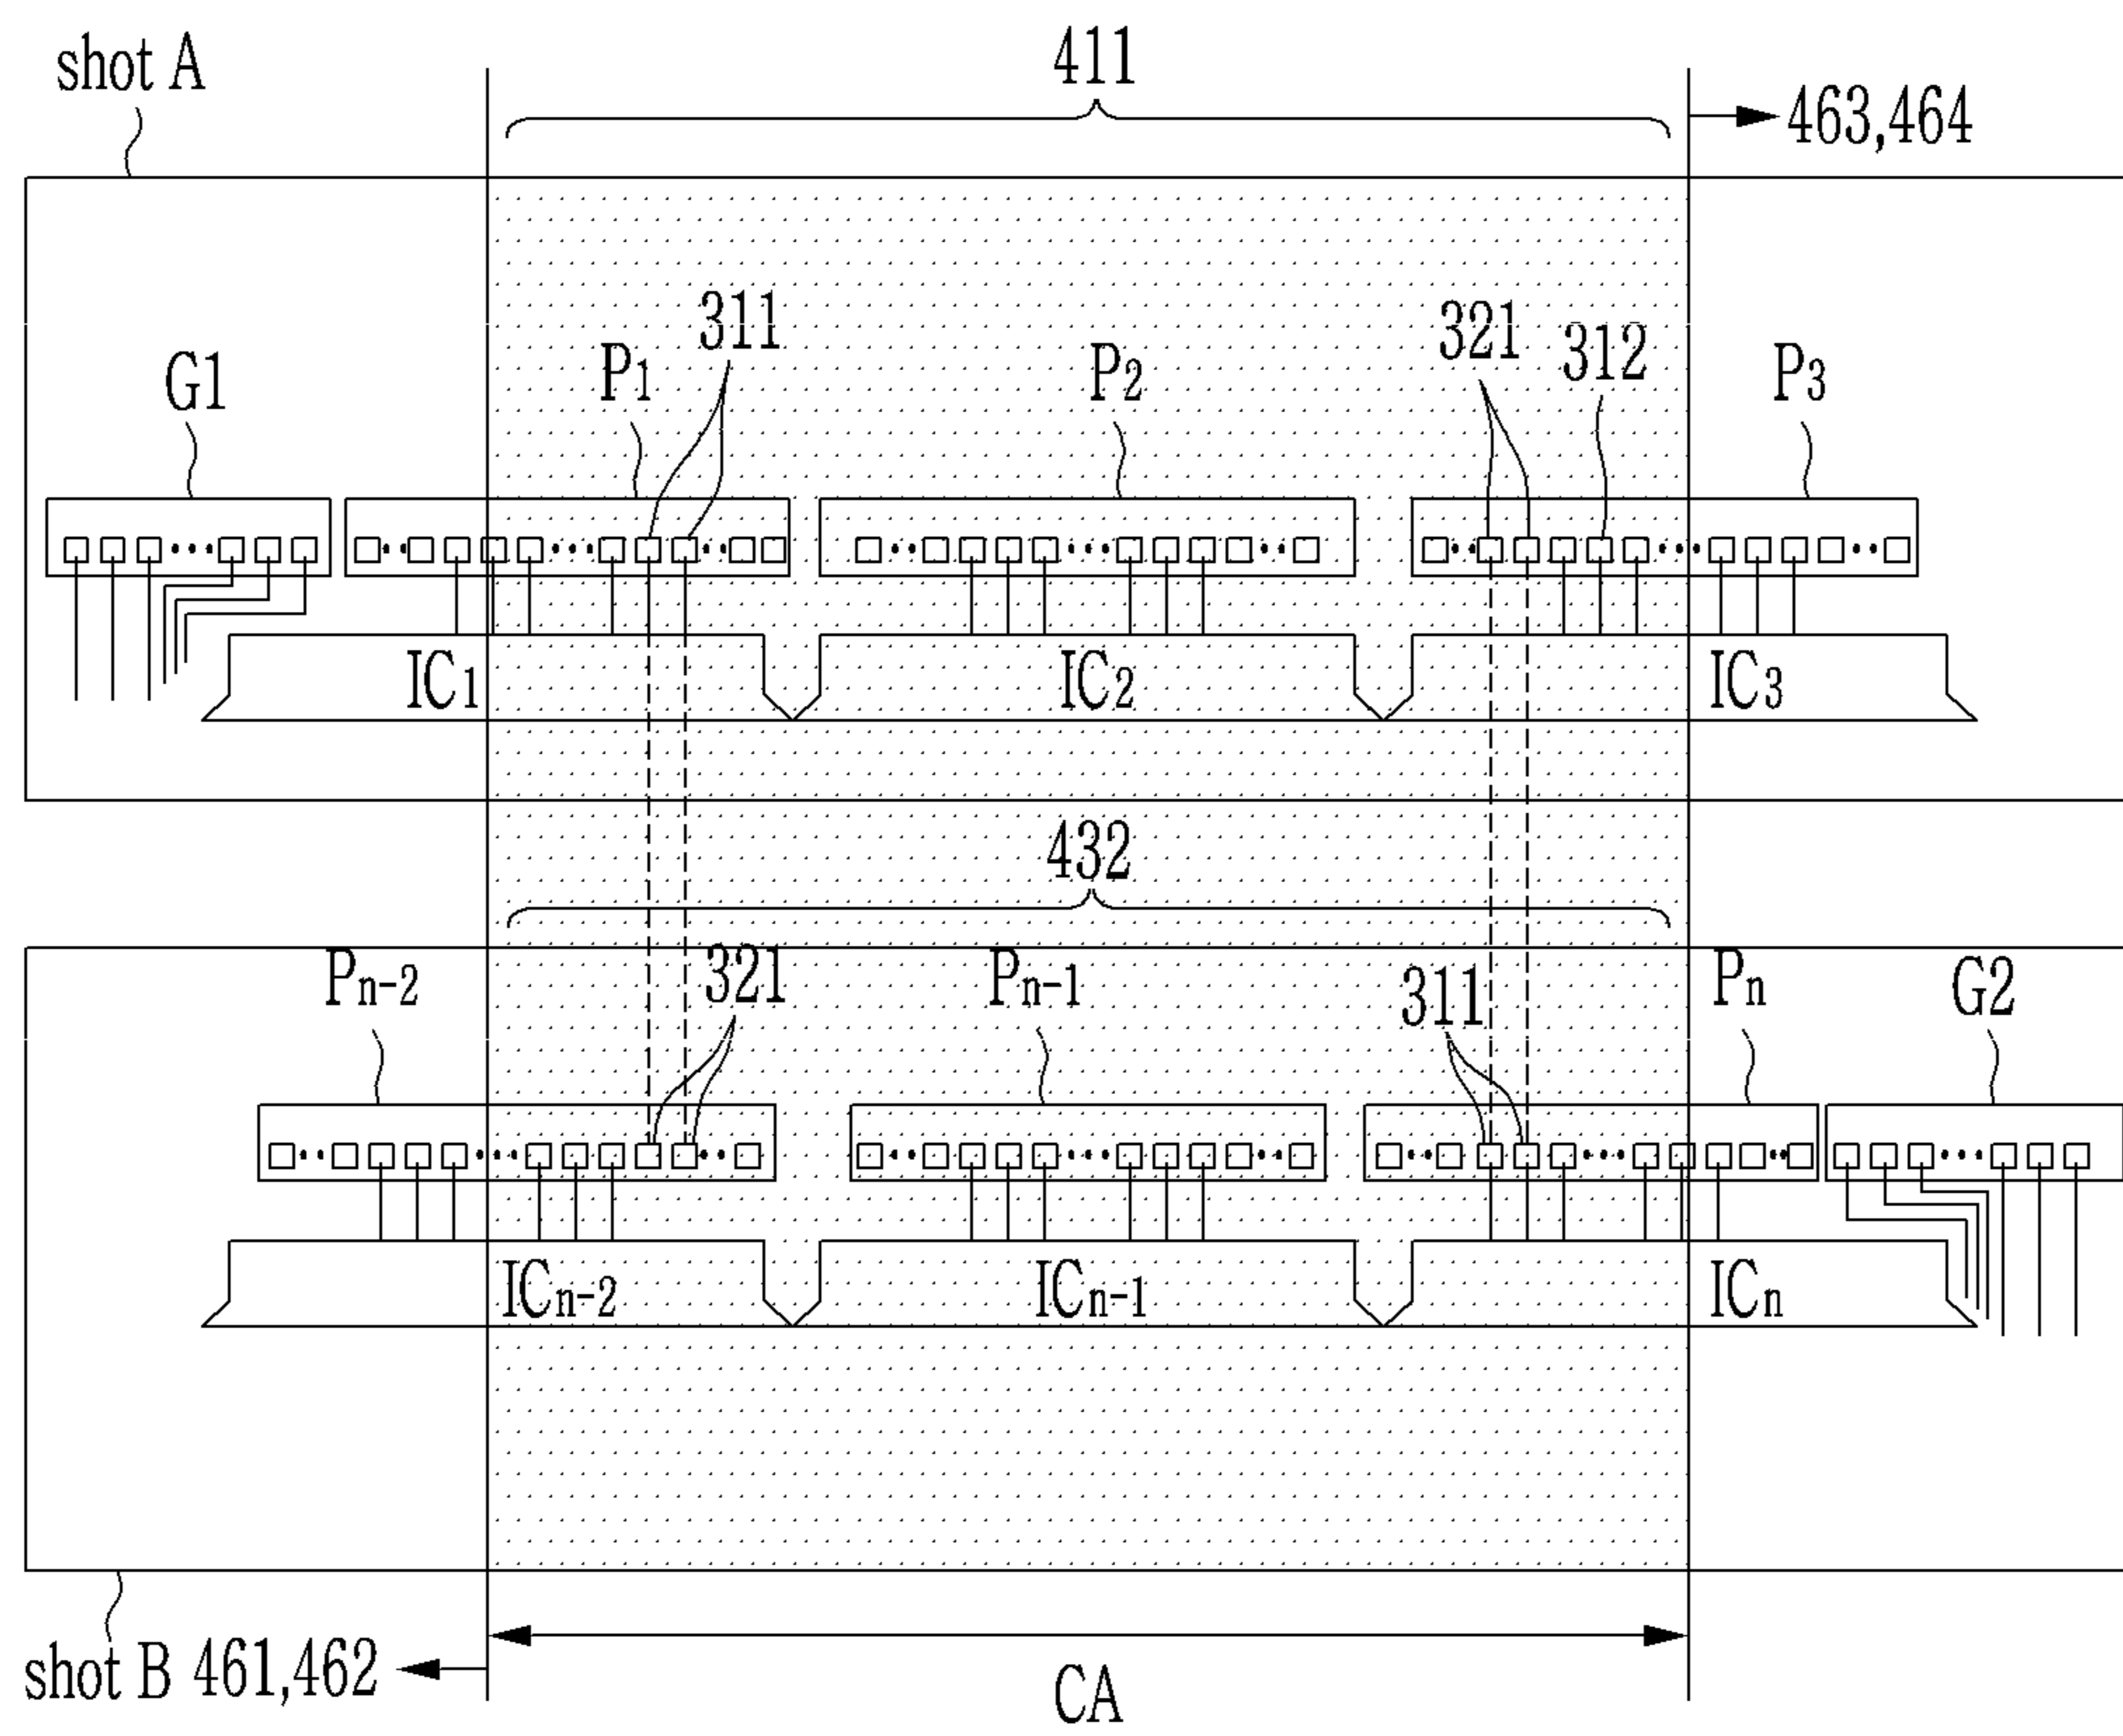 shot A
411
463,464
311
321
312
G1
P1
P2
P3
IC1
IC2
IC3
432
Pn-2
321
Pn-1
311
Pn
G2
ICn-2
ICn-1
ICn
shot B 461,462
CA